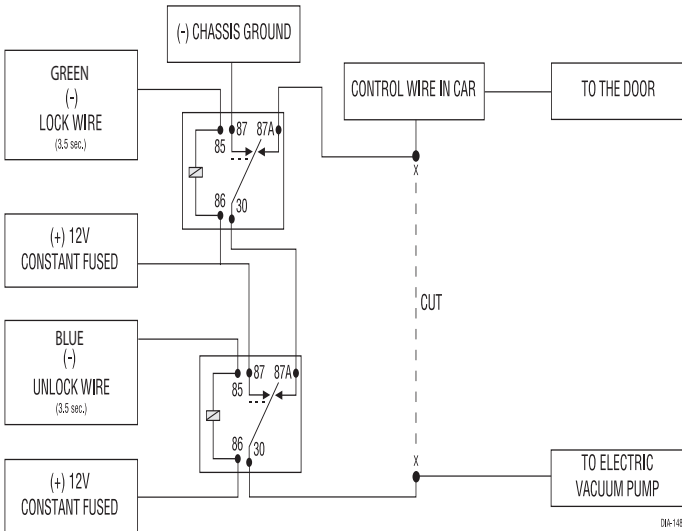 (-) CHASSIS GROUND
GREEN
(-)
LOCK WIRE
(3.5 sec.)
CONTROL WIRE IN CAR
TO THE DOOR
87 87A
85
86
30
X
(+) 12V
CONSTANT FUSED
CUT
BLUE
(-)
UNLOCK WIRE
(3.5 sec.)
87 87A
85
86
30
X
(+) 12V
CONSTANT FUSED
TO ELECTRIC
VACUUM PUMP